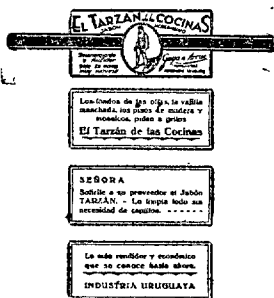 EL TARZAN DE LAS COCINAS
JABON
Los fondos de las ollas, la vajilla
manchada, los pisos de madera y
mosaicos, piden a gritos
El Tarzán de las Cocinas
SEÑORA
Solicite a su proveedor el Jabón
TARZÁN. - Lo limpia todo sin
necesidad de cepillos. - - - - - -
Lo más rendidor y económico
que se conoce hasta ahora.
INDUSTRIA URUGUAYA